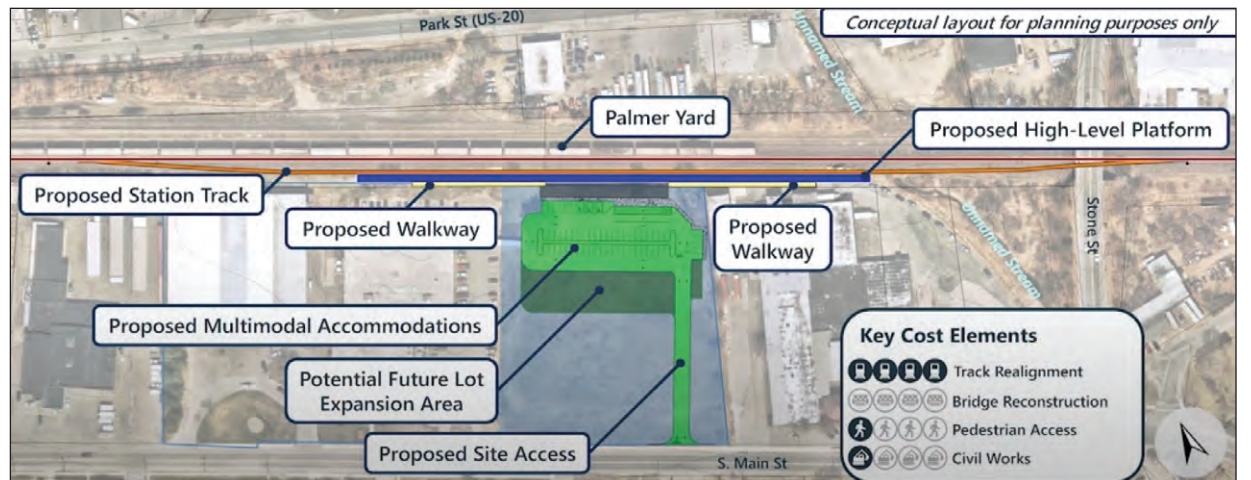 Park St (US-20)
Conceptual layout for planning purposes only
Unnamed Stream
Palmer Yard
Proposed High-Level Platform
Proposed Station Track
Proposed Walkway
Proposed
Walkway
Unnamed Stream
Stone St
Proposed Multimodal Accommodations
Potential Future Lot
Expansion Area
Proposed Site Access
S. Main St
Key Cost Elements
Track Realignment
Bridge Reconstruction
Pedestrian Access
Civil Works